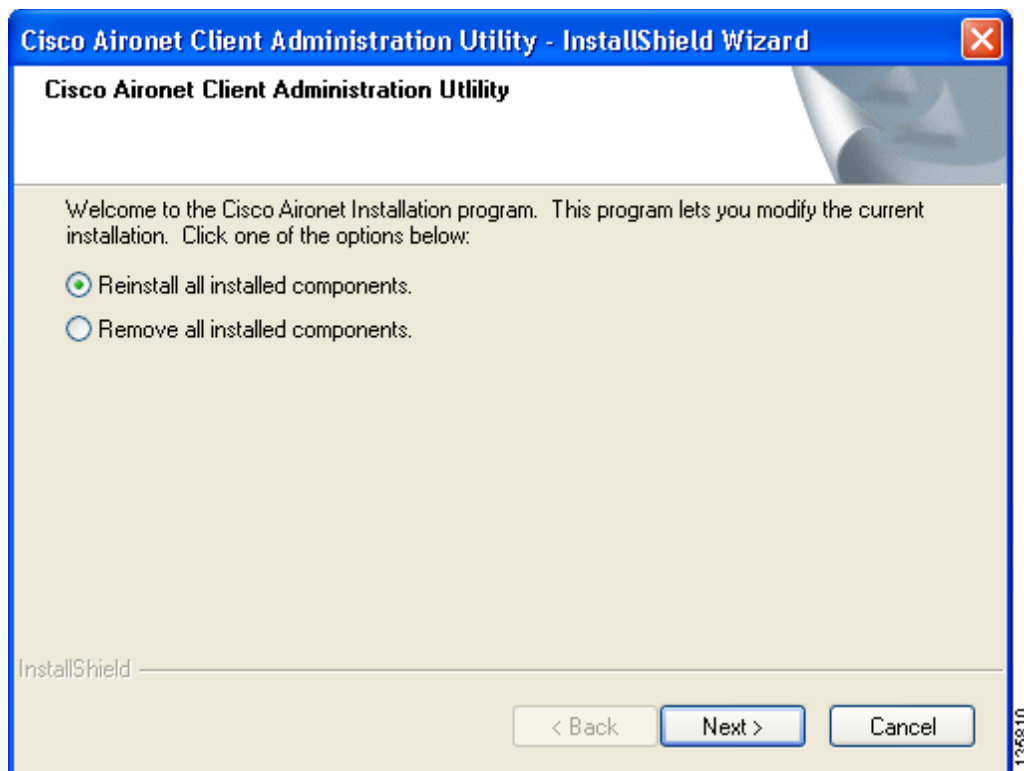 Cisco Aironet Client Administration Utility - InstallShield Wizard
Cisco Aironet Client Administration Utlility
Welcome to the Cisco Aironet Installation program. This program lets you modify the current
installation. Click one of the options below:
Reinstall all installed components.
Remove all installed components.
InstallShield
< Back
Next >
Cancel
135810